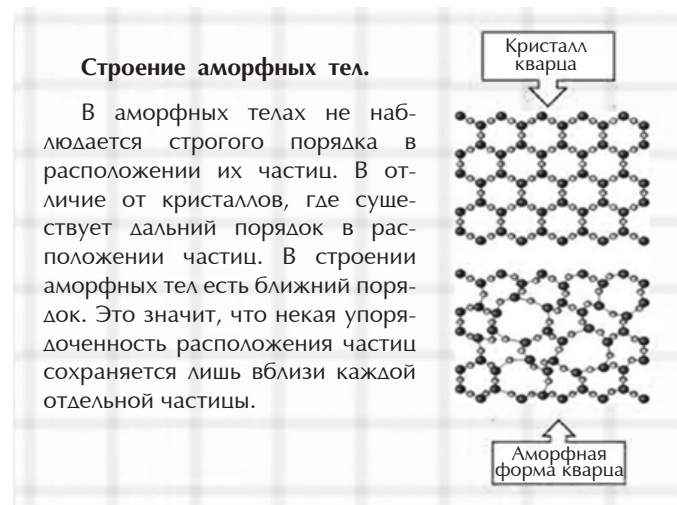 Строение аморфных тел.
В аморфных телах не наб-
людается строгого порядка в
расположении их частиц. В от-
личие от кристаллов, где суще-
ствует дальний порядок в рас-
положении частиц. В строении
аморфных тел есть ближний поря-
док. Это значит, что некая упоря-
доченность расположения частиц
сохраняется лишь вблизи каждой
отдельной частицы.
Кристалл
кварца
Аморфная
форма кварца